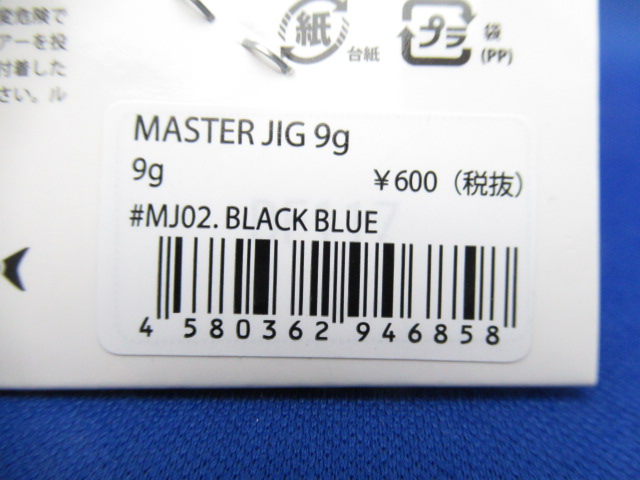 変危険で
アーを投
付着した
さい。ル
紙
台紙
プラ
袋
(PP)
MASTER JIG 9g
9g
￥600（税抜）
#MJ02. BLACK BLUE
4 580362 946858